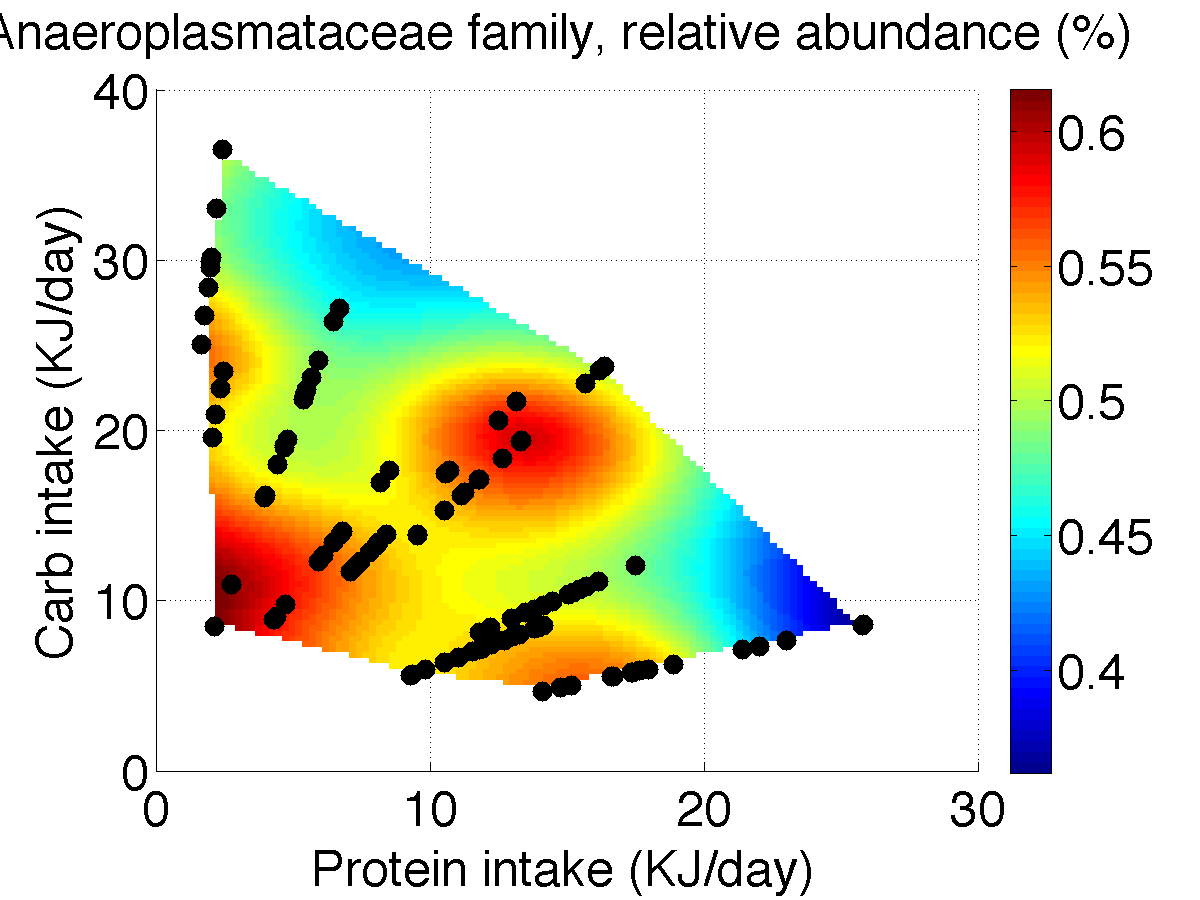 Anaeroplasmataceae family, relative abundance (%)
40
30
20
10
0
0 10 20 30
Carb intake (KJ/day)
Protein intake (KJ/day)
0.6
0.55
0.5
0.45
0.4